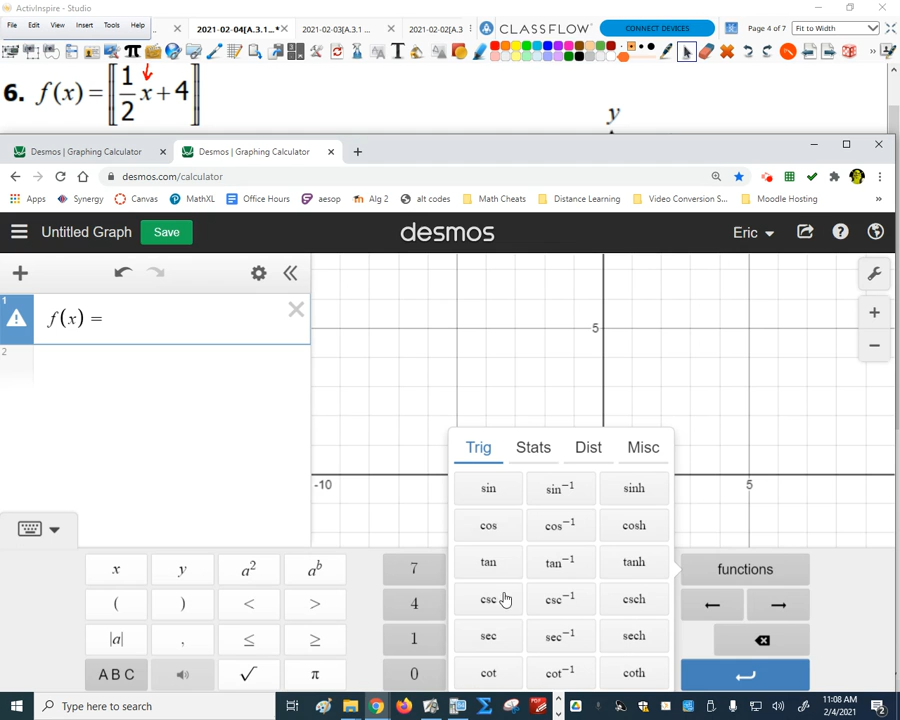 ActivInspire - Studio
File Edit View Insert Tools Help
2021-02-04[A.3.1...*
2021-02-03[A.3.1...
2021-02-02[A.3
CLASSFLOW
CONNECT DEVICES
Page 4 of 7
Fit to Width
6. f(x) = ⟦1/2 x + 4⟧
y
Desmos | Graphing Calculator
Desmos | Graphing Calculator
desmos.com/calculator
Apps Synergy Canva MathXL Office Hours aesop Alg 2 alt codes Math Cheats Distance Learning Video Conversion S... Moodle Hosting »
Untitled Graph Save desmos Eric
1
f(x) =
2
5
-10
5
Trig Stats Dist Misc
sin sin⁻¹ sinh
cos cos⁻¹ cosh
tan tan⁻¹ tanh
csc csc⁻¹ csch
sec sec⁻¹ sech
cot cot⁻¹ coth
x y a² aᵇ 7 functions
( ) < > 4 ← →
|a| , ≤ ≥ 1
A B C √ π 0
Type here to search
11:08 AM
2/4/2021
2